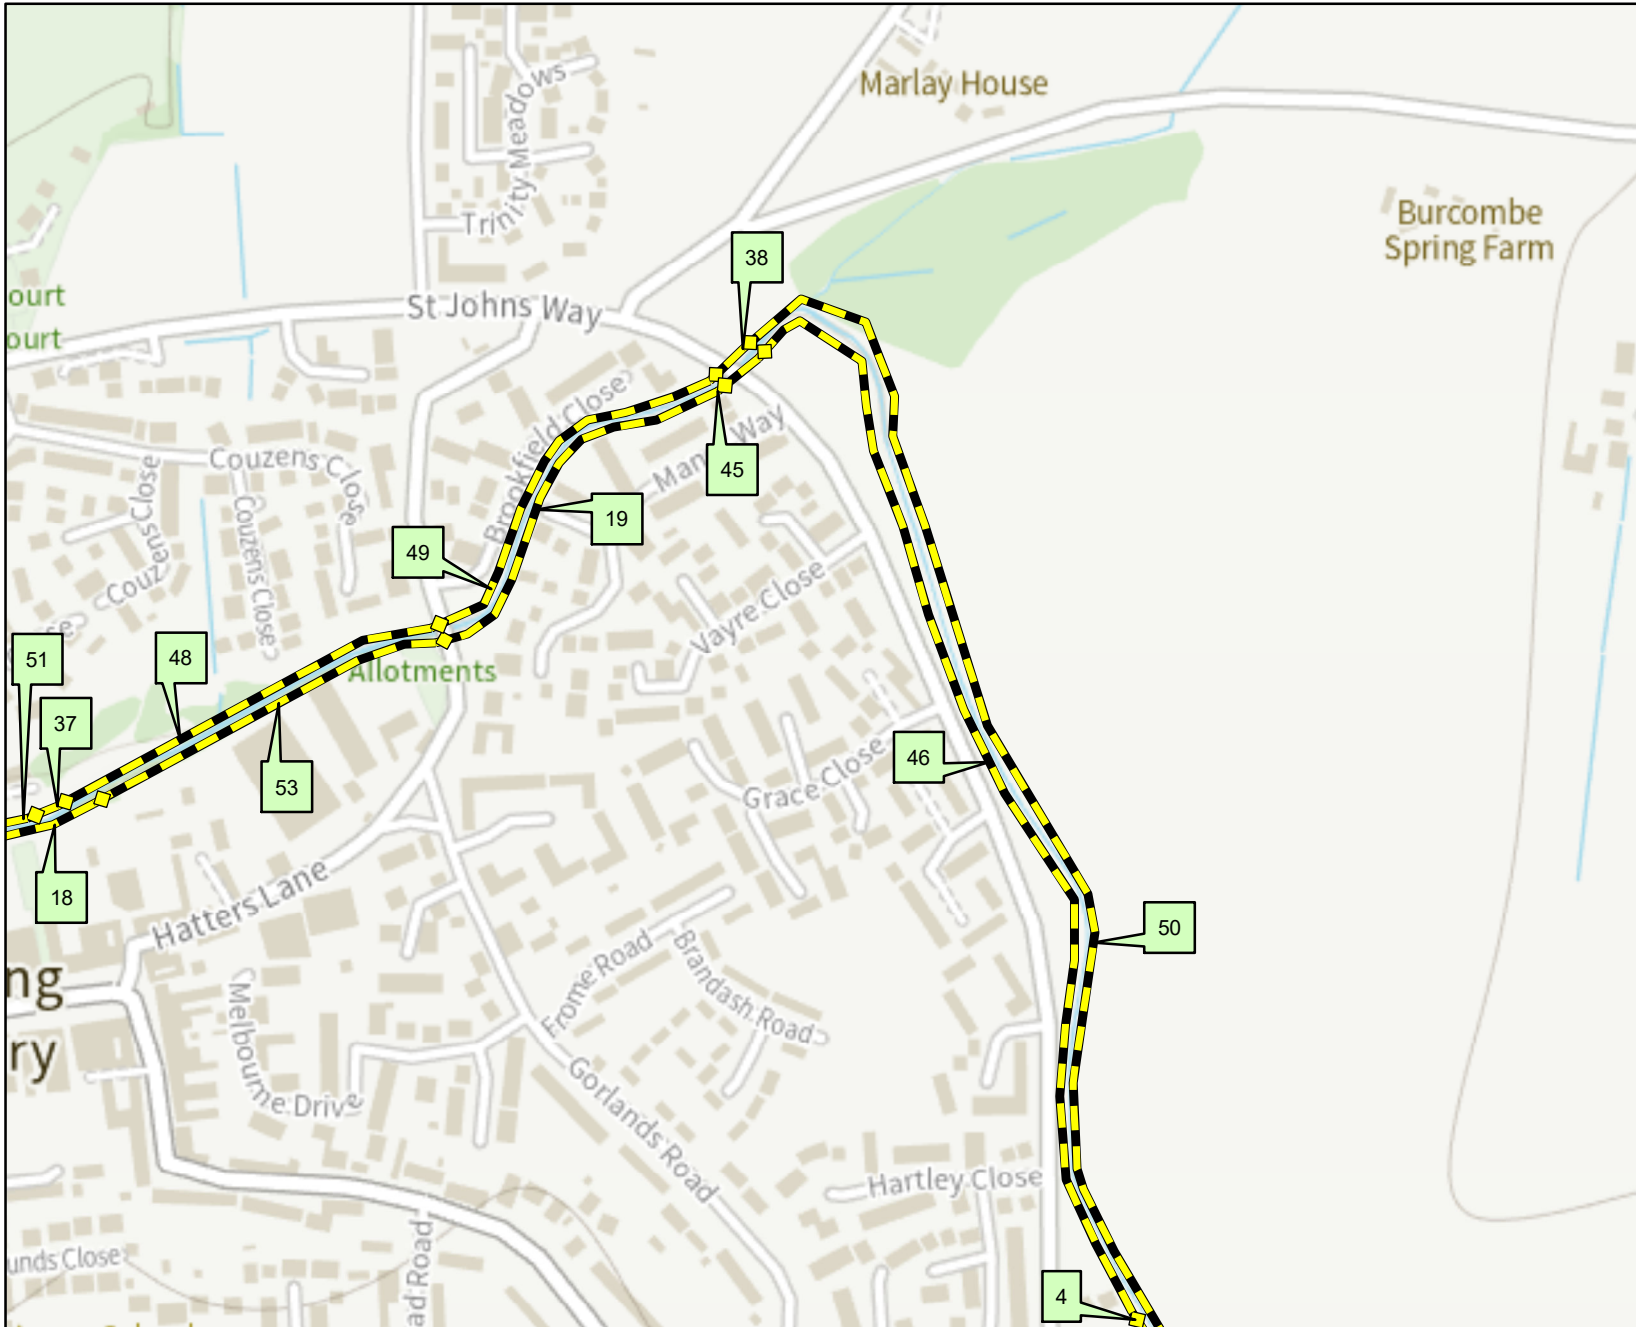 Marlay House
Trinity Meadows
Burcombe
Spring Farm
38
ourt
St Johns Way
ourt
Brookfield Close
Couzens Close
Way
45
Couzens Close
Couzens Close
19
49
Vayre Close
51
48
Allotments
37
46
53
Grace Close
18
Hatters Lane
50
Frome Road
Brandash Road
ng
ry
Melbourne Drive
Gorlands Road
Hartley Close
unds Close
ad Road
4